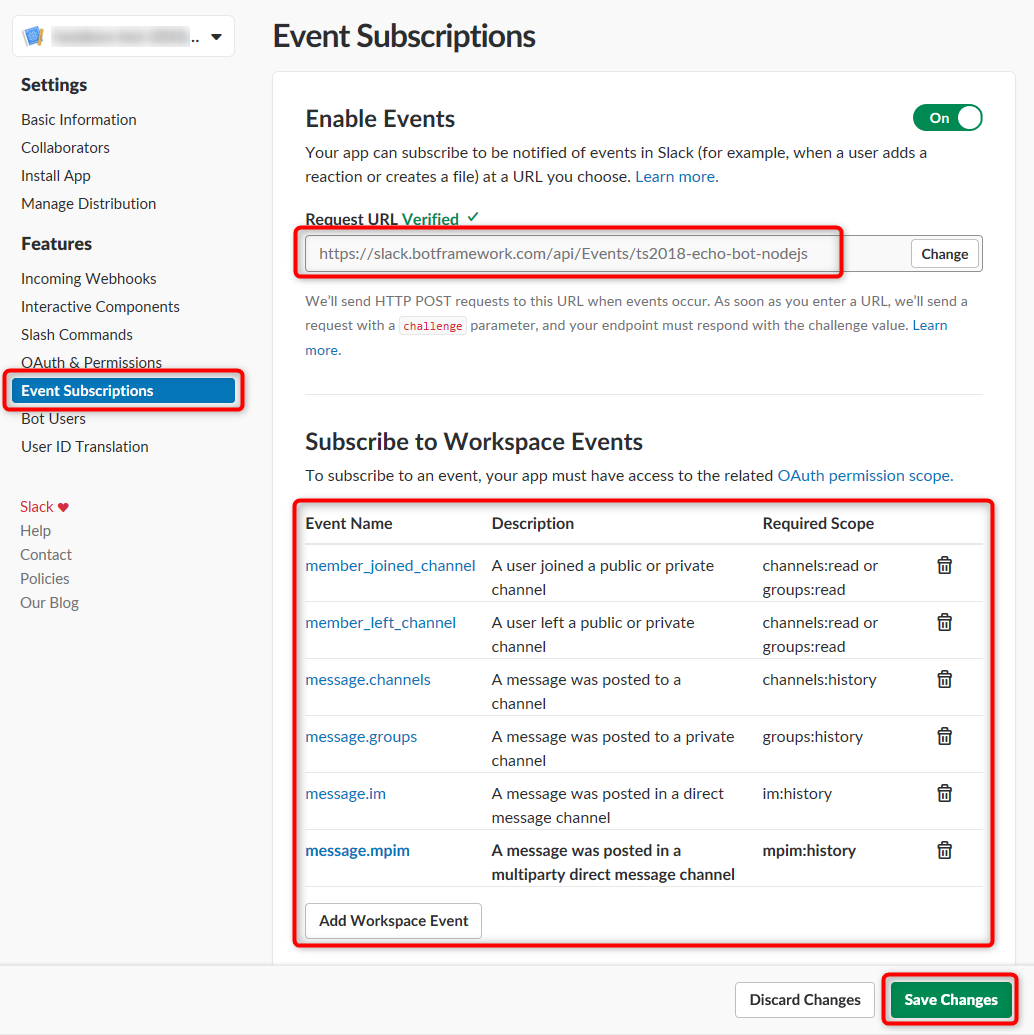 Settings
Basic Information
Collaborators
Install App
Manage Distribution
Features
Incoming Webhooks
Interactive Components
Slash Commands
OAuth & Permissions
Event Subscriptions
Bot Users
User ID Translation
Slack
Help
Contact
Policies
Our Blog
Event Subscriptions
Enable Events
On
Your app can subscribe to be notified of events in Slack (for example, when a user adds a
reaction or creates a file) at a URL you choose. Learn more.
Request URL Verified ✓
https://slack.botframework.com/api/Events/ts2018-echo-bot-nodejs
Change
We’ll send HTTP POST requests to this URL when events occur. As soon as you enter a URL, we’ll send a
request with a challenge parameter, and your endpoint must respond with the challenge value. Learn
more.
Subscribe to Workspace Events
To subscribe to an event, your app must have access to the related OAuth permission scope.
Event Name Description Required Scope
member_joined_channel A user joined a public or private channels:read or
channel groups:read
member_left_channel A user left a public or private channels:read or
channel groups:read
message.channels A message was posted to a channels:history
channel
message.groups A message was posted to a private groups:history
channel
message.im A message was posted in a direct im:history
message channel
message.mpim A message was posted in a mpim:history
multiparty direct message channel
Add Workspace Event
Discard Changes Save Changes